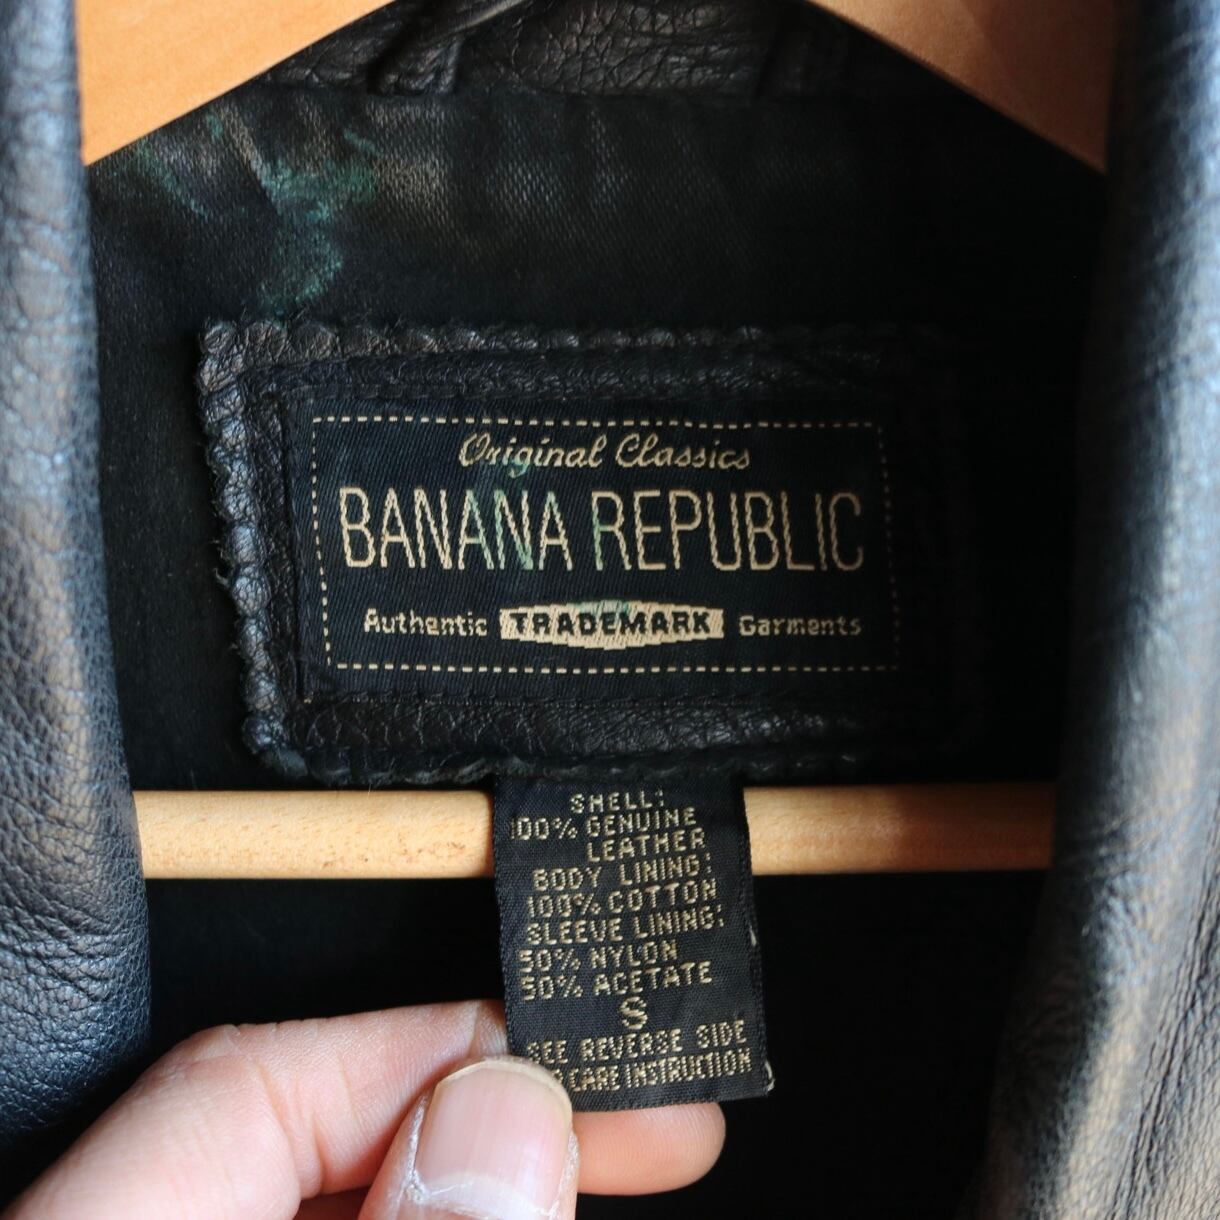 Original Classics
BANANA REPUBLIC
Authentic TRADEMARK Garments
SHELL:
100% GENUINE
LEATHER
BODY LINING:
100% COTTON
SLEEVE LINING:
50% NYLON
50% ACETATE
S
SEE REVERSE SIDE
CARE INSTRUCTION